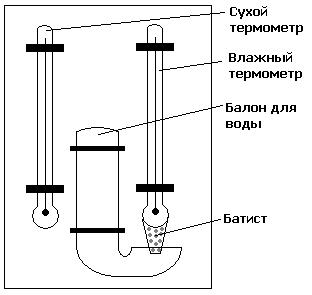 Сухой
термометр
Влажный
термометр
Балон для
воды
Батист